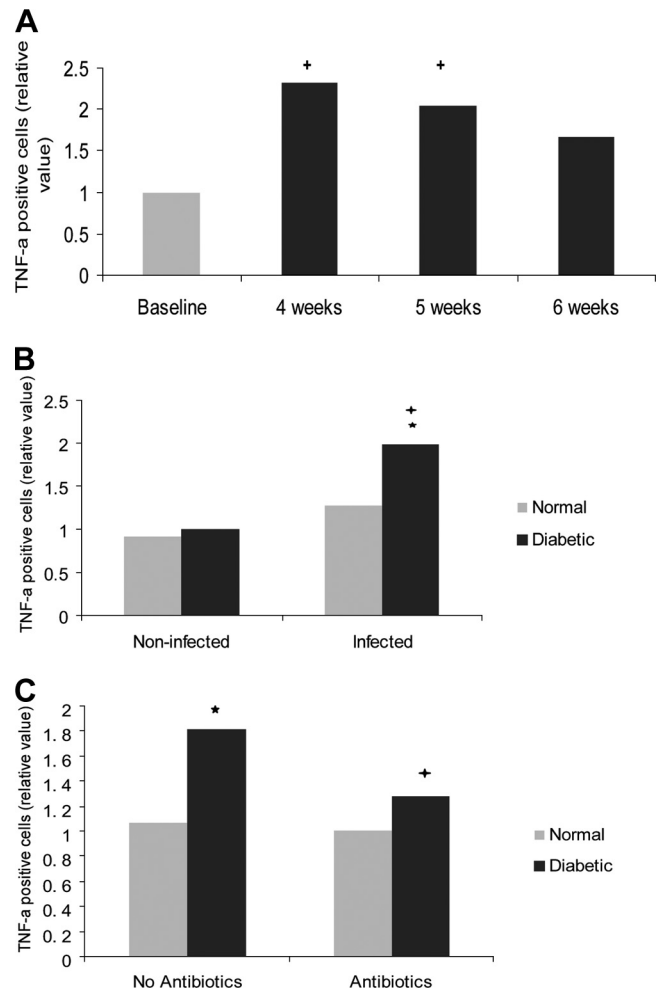 A
TNF-a positive cells (relative
value)
2.5
2
1.5
1
0.5
0
+
+
Baseline
4 weeks
5 weeks
6 weeks
B
TNF-a positive cells (relative value)
2.5
2
1.5
1
0.5
0
+
*
Non-infected
Infected
Normal
Diabetic
C
TNF-a positive cells (relative value)
2
1.8
1.6
1.4
1.2
1
0.8
0.6
0.4
0.2
0
*
+
No Antibiotics
Antibiotics
Normal
Diabetic